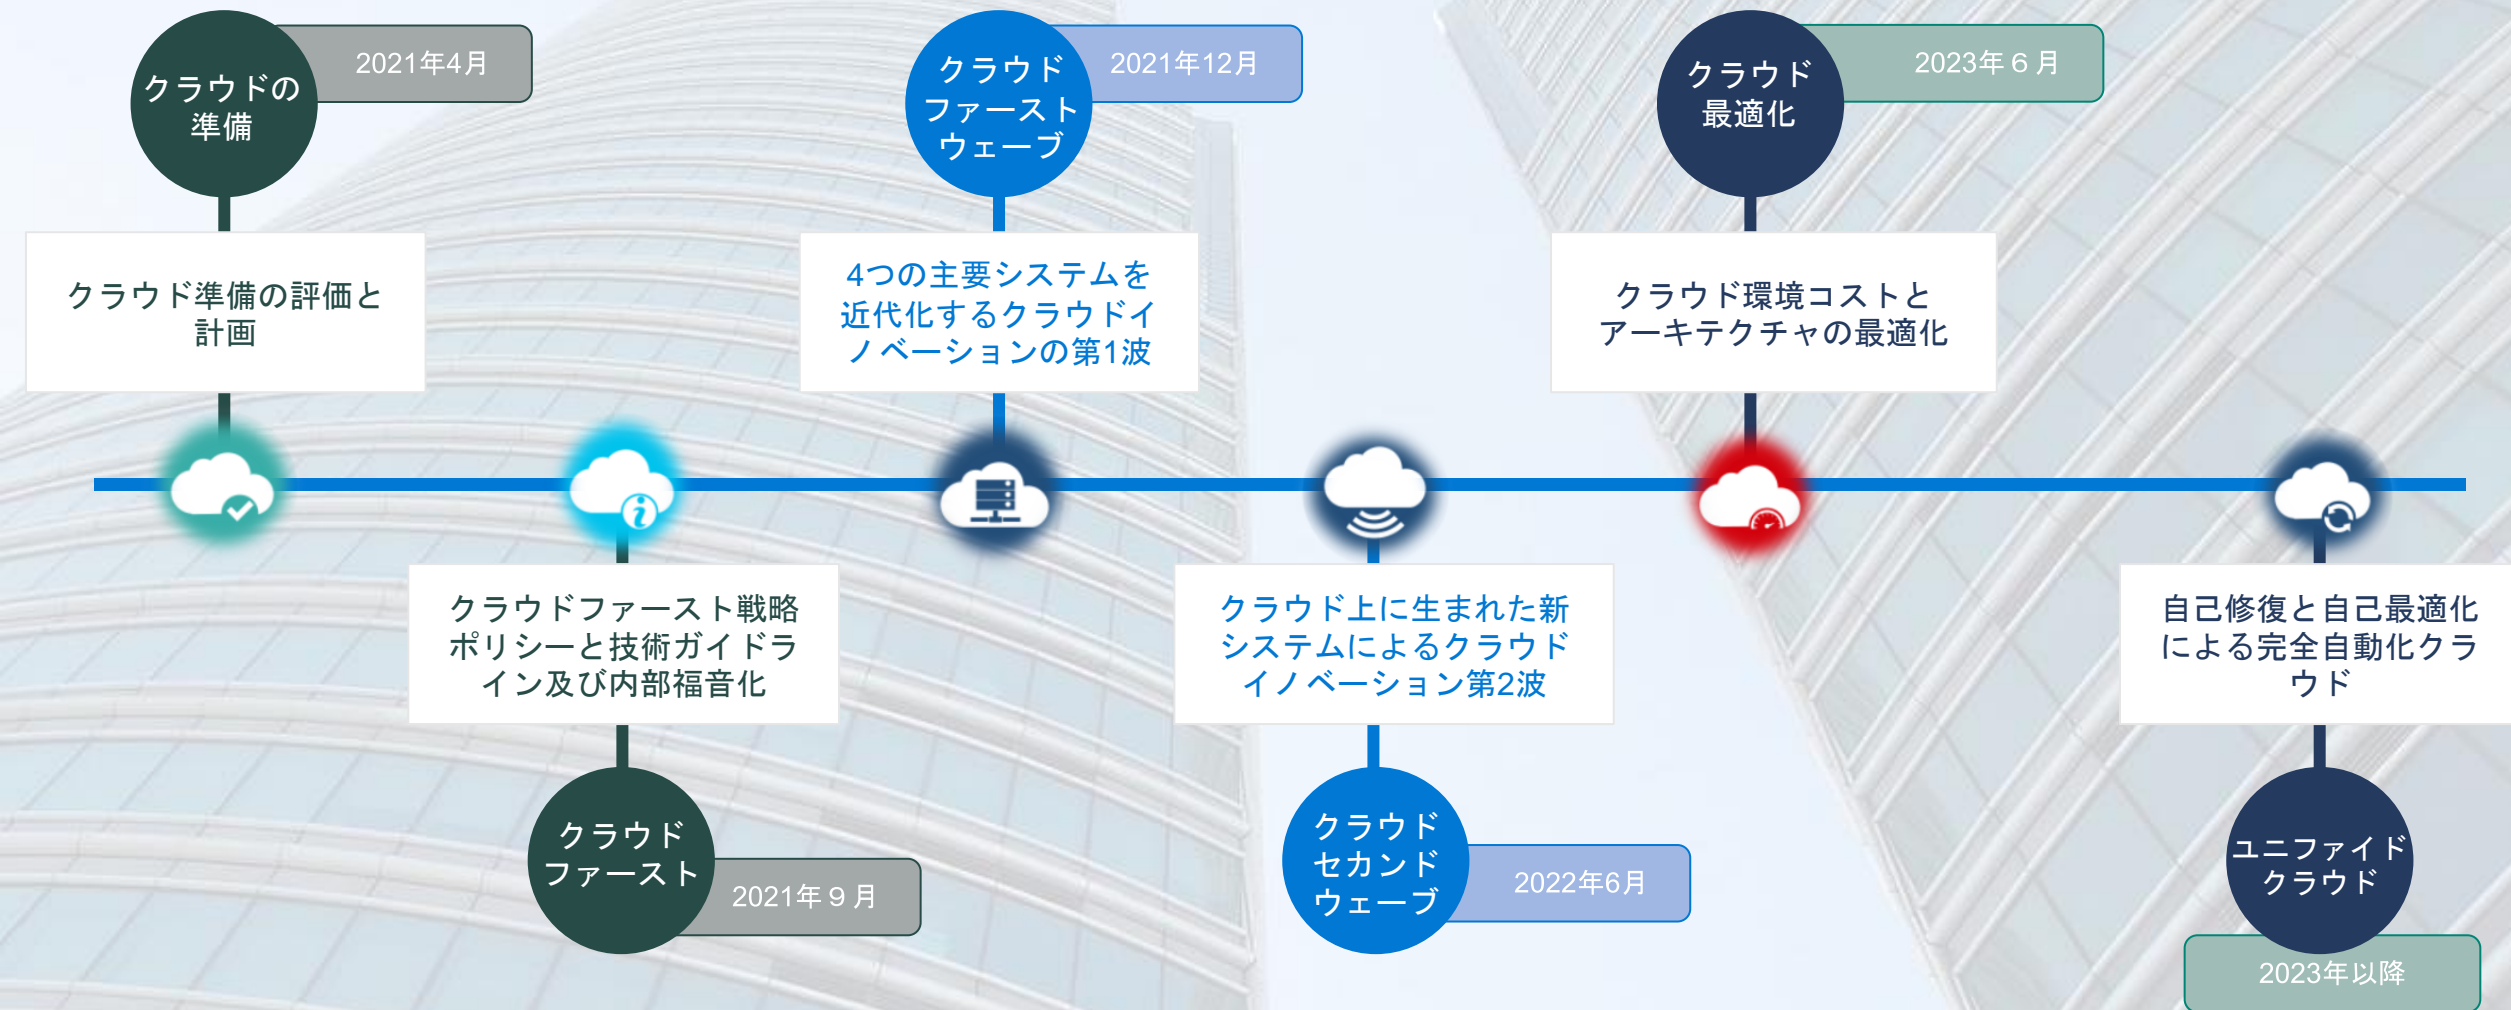 クラウドの
準備
2021年4月
クラウド準備の評価と
計画
クラウドファースト戦略
ポリシーと技術ガイドラ
イン及び内部福音化
クラウド
ファースト
2021年９月
クラウド
ファースト
ウェーブ
2021年12月
4つの主要システムを
近代化するクラウドイ
ノベーションの第1波
クラウド上に生まれた新
システムによるクラウド
イノベーション第2波
クラウド
セカンド
ウェーブ
2022年6月
クラウド
最適化
2023年６月
クラウド環境コストと
アーキテクチャの最適化
自己修復と自己最適化
による完全自動化クラ
ウド
ユニファイド
クラウド
2023年以降